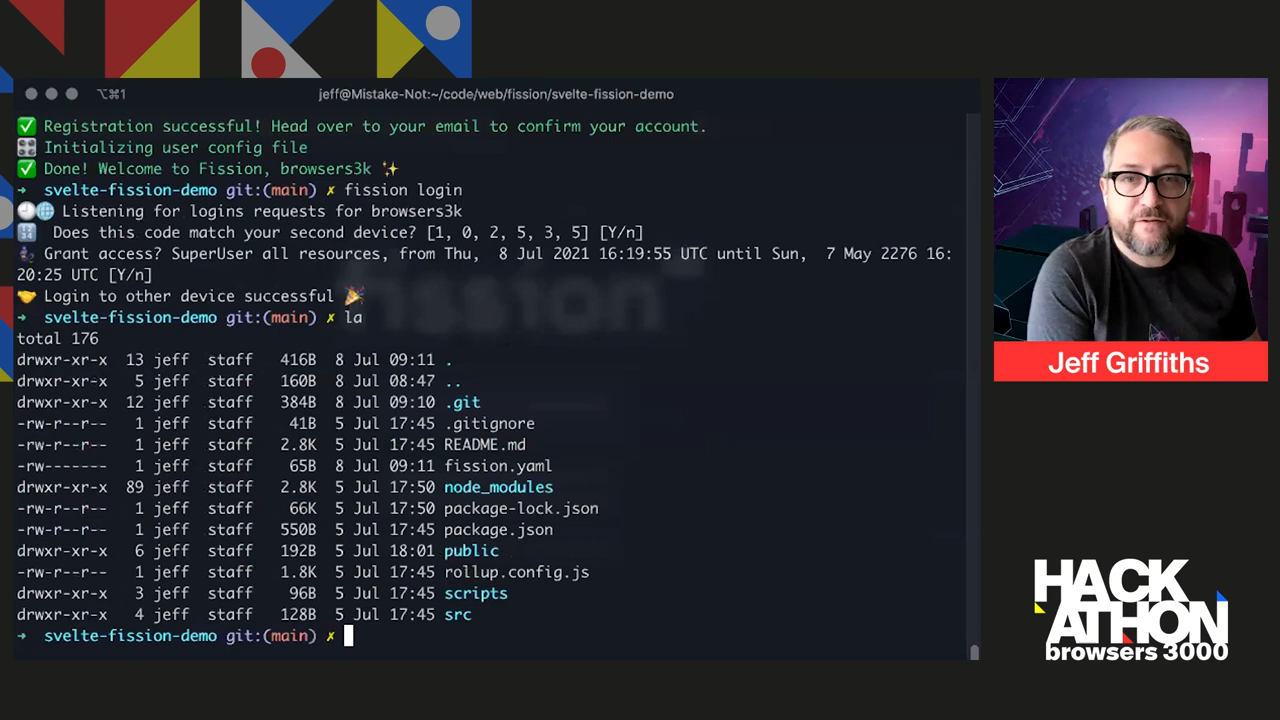 ⌥⌘1
jeff@Mistake-Not:~/code/web/fission/svelte-fission-demo
✅ Registration successful! Head over to your email to confirm your account.
🎛️ Initializing user config file
✅ Done! Welcome to Fission, browsers3k ✨
➜ svelte-fission-demo git:(main) ✗ fission login
🕘🌐 Listening for logins requests for browsers3k
🔢 Does this code match your second device? [1, 0, 2, 5, 3, 5] [Y/n]
Grant access? SuperUser all resources, from Thu,  8 Jul 2021 16:19:55 UTC until Sun,  7 May 2276 16:
20:25 UTC [Y/n]
🤝 Login to other device successful 🎉
➜ svelte-fission-demo git:(main) ✗ la
total 176
drwxr-xr-x  13 jeff  staff   416B  8 Jul 09:11 .
drwxr-xr-x   5 jeff  staff   160B  8 Jul 08:47 ..
drwxr-xr-x  12 jeff  staff   384B  8 Jul 09:10 .git
-rw-r--r--   1 jeff  staff    41B  5 Jul 17:45 .gitignore
-rw-r--r--   1 jeff  staff   2.8K  5 Jul 17:45 README.md
-rw-------   1 jeff  staff    65B  8 Jul 09:11 fission.yaml
drwxr-xr-x  89 jeff  staff   2.8K  5 Jul 17:50 node_modules
-rw-r--r--   1 jeff  staff    66K  5 Jul 17:50 package-lock.json
-rw-r--r--   1 jeff  staff   550B  5 Jul 17:45 package.json
drwxr-xr-x   6 jeff  staff   192B  5 Jul 18:01 public
-rw-r--r--   1 jeff  staff   1.8K  5 Jul 17:45 rollup.config.js
drwxr-xr-x   3 jeff  staff    96B  5 Jul 17:45 scripts
drwxr-xr-x   4 jeff  staff   128B  5 Jul 17:45 src
➜ svelte-fission-demo git:(main) ✗
fission
Jeff Griffiths
HACK
ATHON
browsers 3000